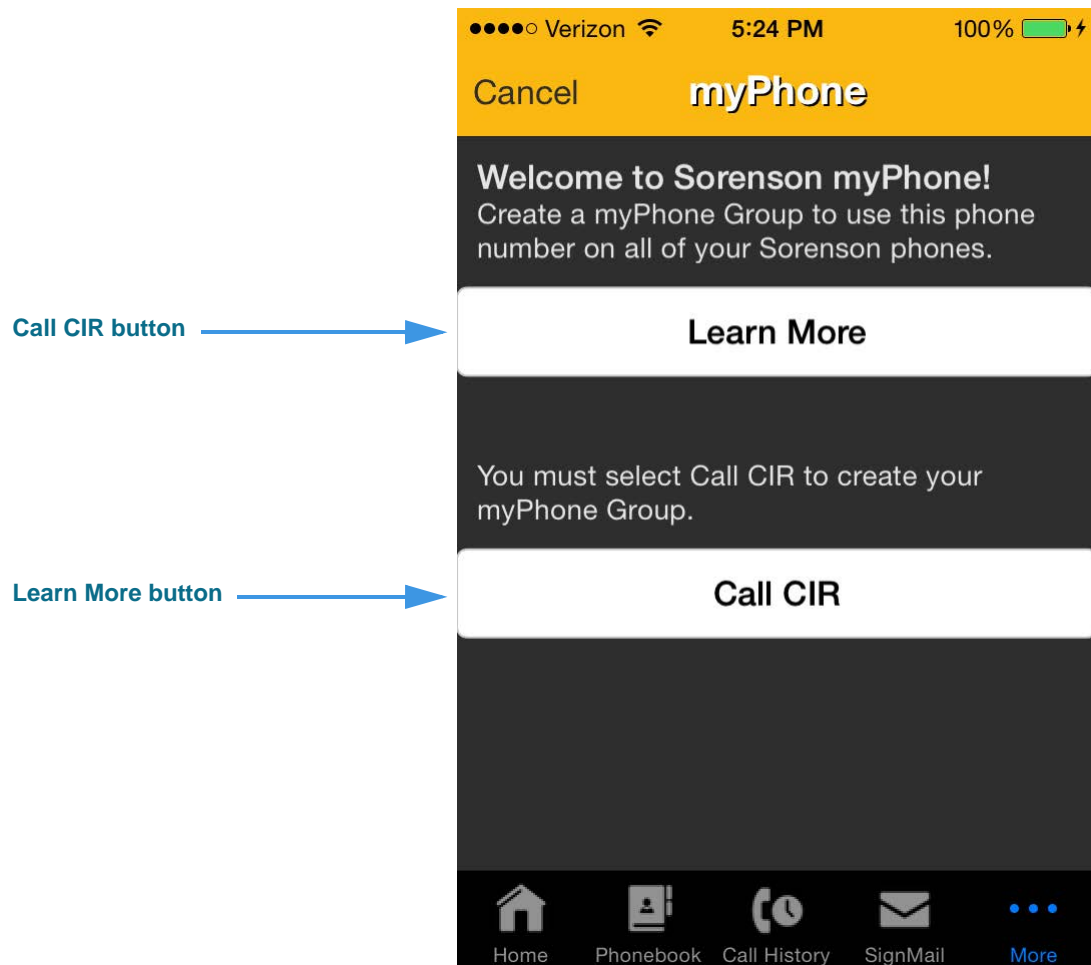 Verizon 5:24 PM 100%
Cancel myPhone
Welcome to Sorenson myPhone!
Create a myPhone Group to use this phone
number on all of your Sorenson phones.
Call CIR button
Learn More
You must select Call CIR to create your
myPhone Group.
Learn More button
Call CIR
Home Phonebook Call History SignMail More